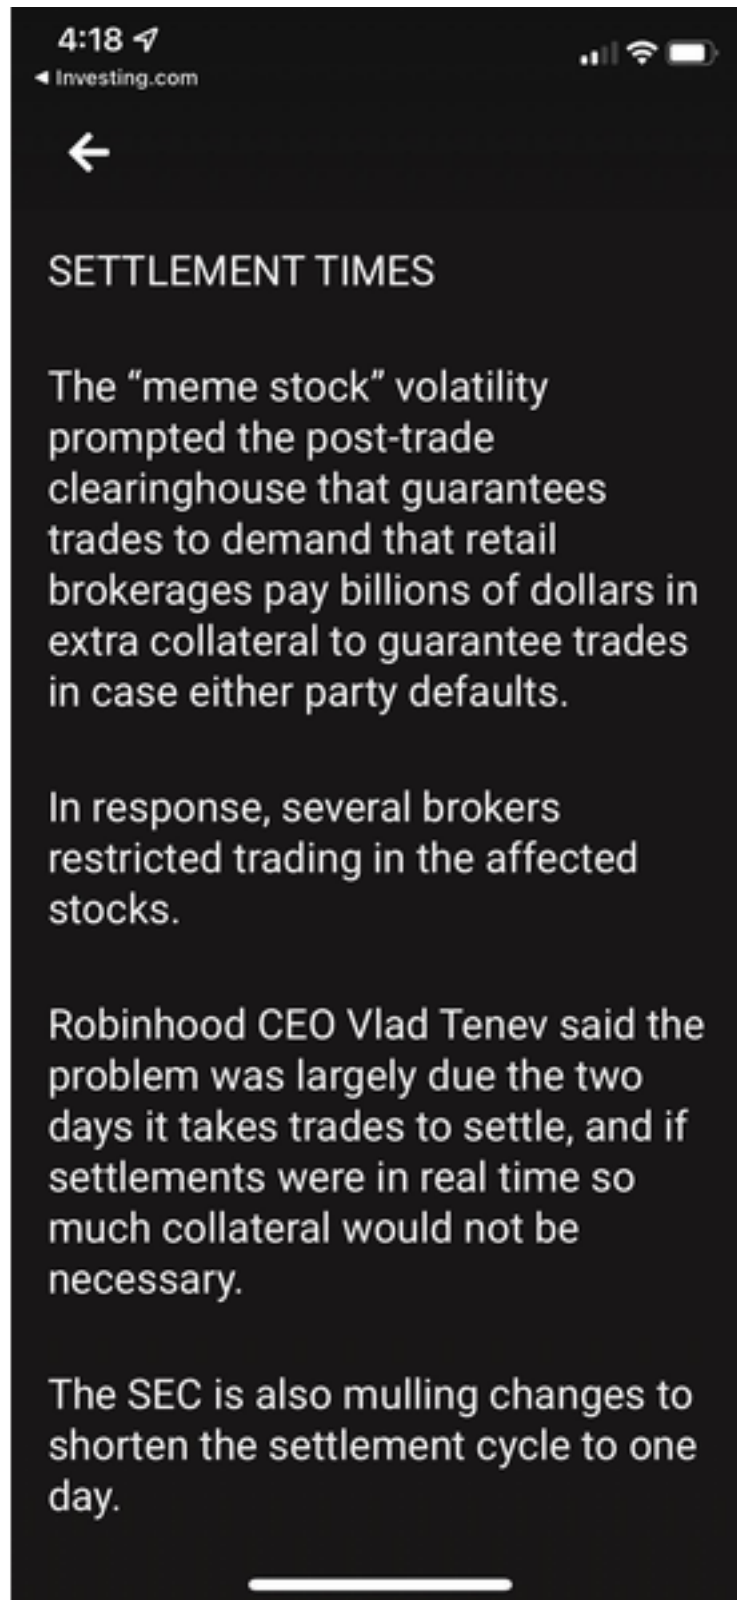 4:18
◄ Investing.com
SETTLEMENT TIMES
The “meme stock” volatility
prompted the post-trade
clearinghouse that guarantees
trades to demand that retail
brokerages pay billions of dollars in
extra collateral to guarantee trades
in case either party defaults.
In response, several brokers
restricted trading in the affected
stocks.
Robinhood CEO Vlad Tenev said the
problem was largely due the two
days it takes trades to settle, and if
settlements were in real time so
much collateral would not be
necessary.
The SEC is also mulling changes to
shorten the settlement cycle to one
day.